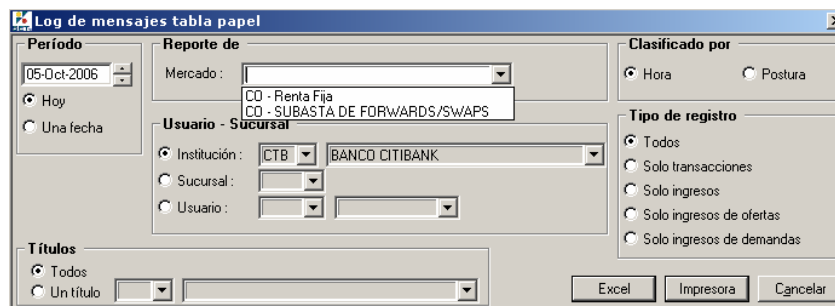 Log de mensajes tabla papel
Período
05-Oct-2006
Hoy
Una fecha
Reporte de
Mercado :
CO - Renta Fija
CO - SUBASTA DE FORWARDS/SWAPS
Usuario - Sucursal
Institución : CTB BANCO CITIBANK
Sucursal :
Usuario :
Clasificado por
Hora Postura
Tipo de registro
Todos
Solo transacciones
Solo ingresos
Solo ingresos de ofertas
Solo ingresos de demandas
Títulos
Todos
Un título
Excel Impresora Cancelar